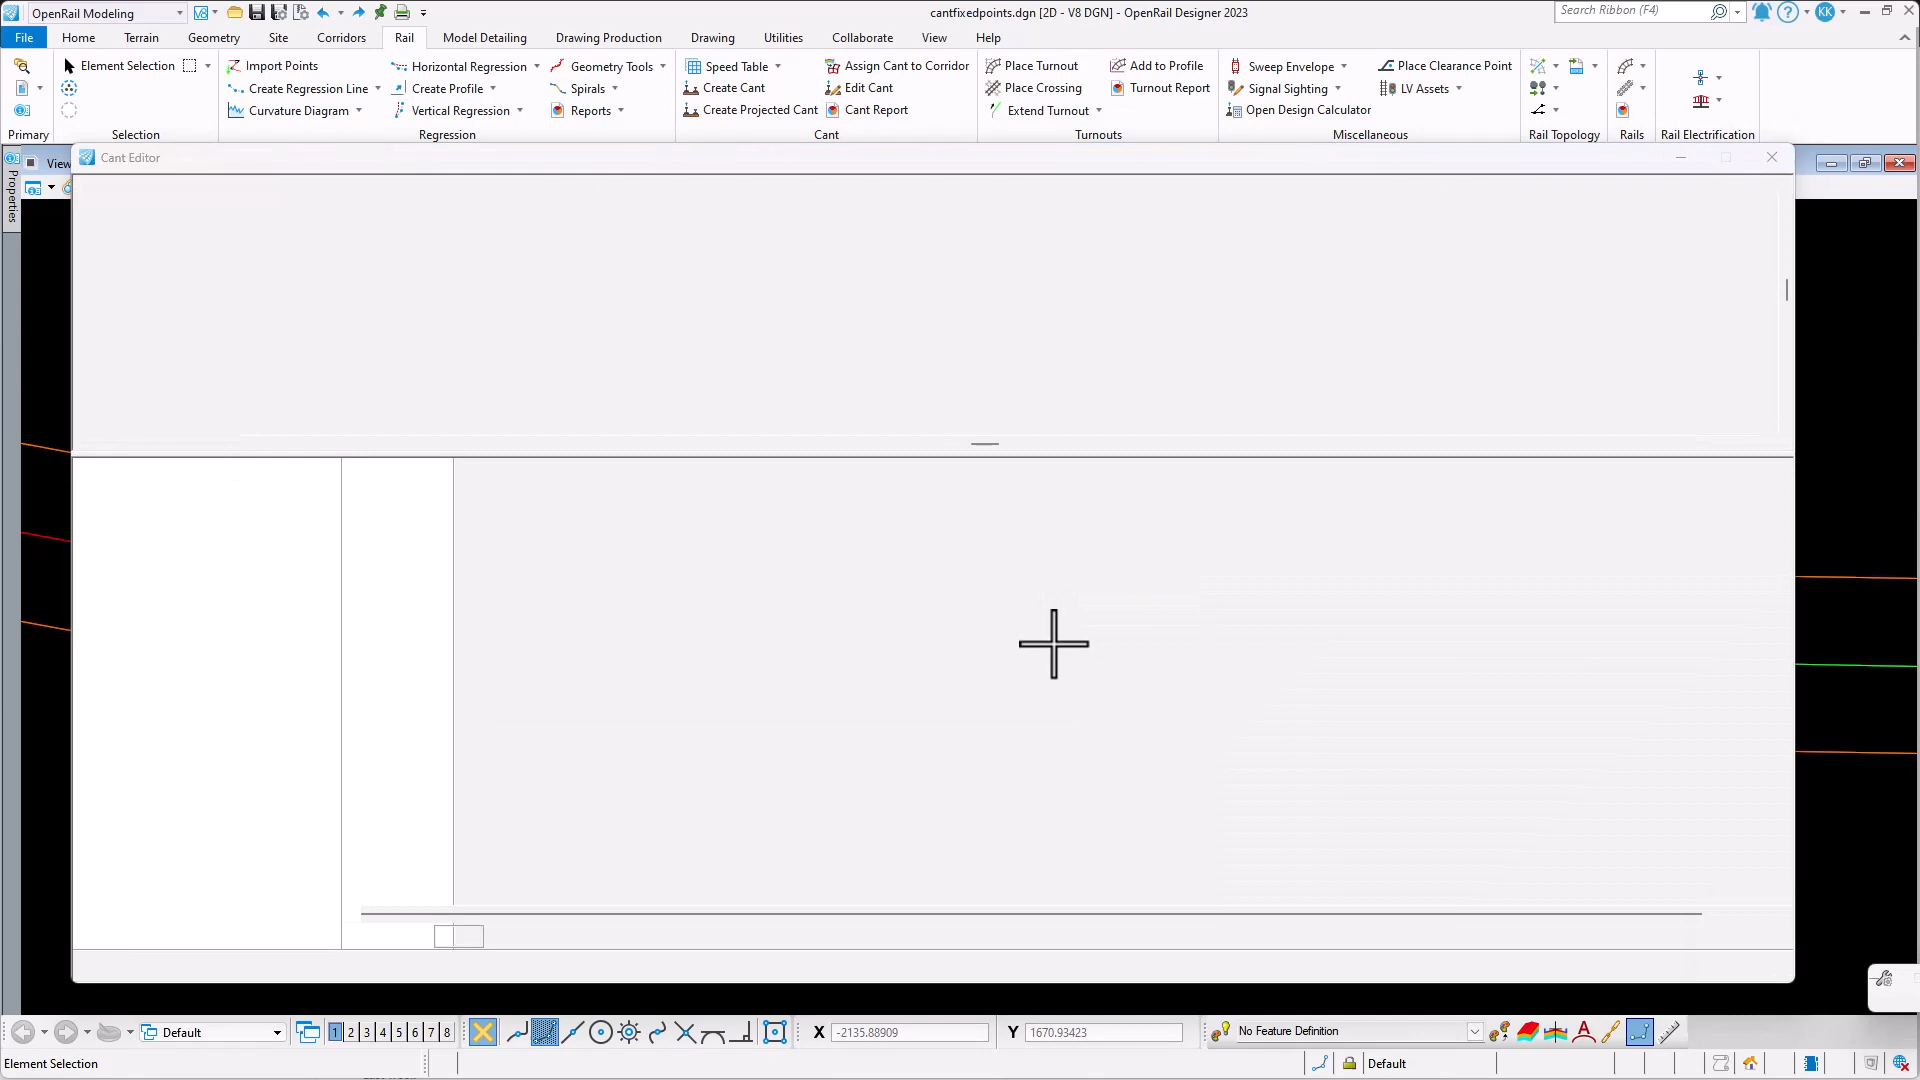 OpenRail Modeling
cantfixedpoints.dgn [2D - V8 DGN] - OpenRail Designer 2023
Search Ribbon (F4)
KK
File Home Terrain Geometry Site Corridors Rail Model Detailing Drawing Production Drawing Utilities Collaborate View Help
Element Selection Import Points Horizontal Regression Geometry Tools Speed Table Assign Cant to Corridor Place Turnout Add to Profile Sweep Envelope Place Clearance Point
Create Regression Line Create Profile Spirals Create Cant Edit Cant Place Crossing Turnout Report Signal Sighting LV Assets
Curvature Diagram Vertical Regression Reports Create Projected Cant Cant Report Extend Turnout Open Design Calculator
Primary Selection Regression Cant Turnouts Miscellaneous Rail Topology Rails Rail Electrification
View
Cant Editor
Properties
Default 1 2 3 4 5 6 7 8 X -2135.88909 Y 1670.93423 No Feature Definition
Element Selection Default